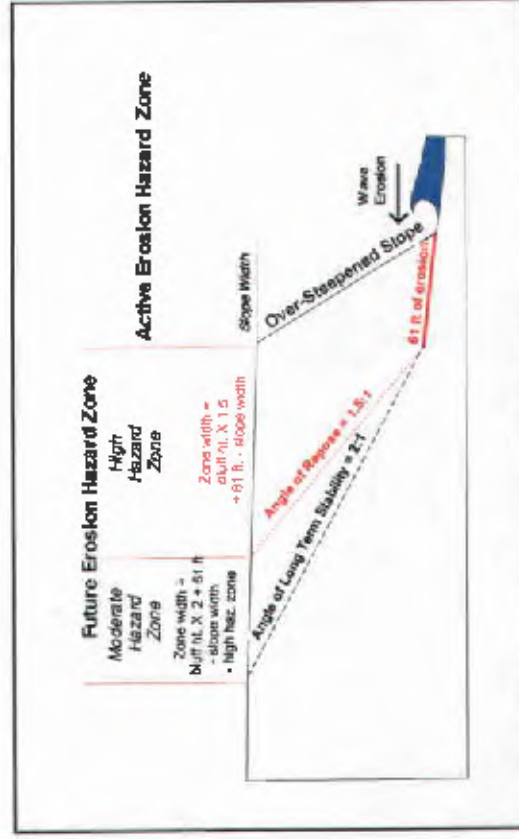 Future Erosion Hazard Zone
Moderate
Hazard
Zone
High
Hazard
Zone
Active Erosion Hazard Zone
Zone width =
bluff ht. X 2 + 61 ft
- slope width
- high haz. zone
Zone width =
bluff ht. X 1.5
+ 61 ft. - slope width
Slope Width
Over-Steepened Slope
Wave
Erosion
Angle of Repose = 1.5:1
Angle of Long Term Stability = 2:1
61 ft. of erosion